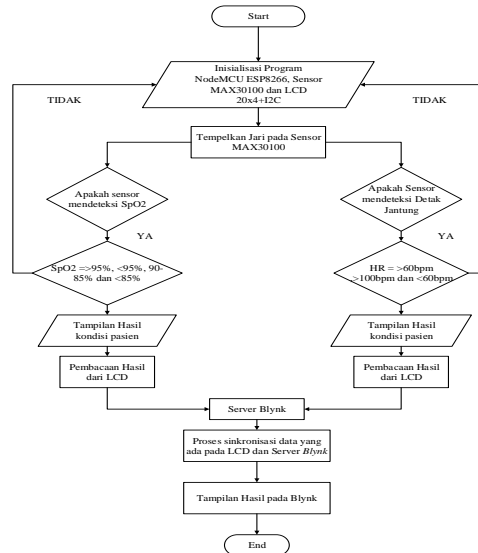 Start
Inisialisasi Program
NodeMCU ESP8266, Sensor
MAX30100 dan LCD
20x4+I2C
TIDAK
TIDAK
Tempelkan Jari pada Sensor
MAX30100
Apakah sensor
mendeteksi SpO2
Apakah Sensor
mendeteksi Detak
Jantung
YA
YA
SpO2 =>95%, <95%, 90-
85% dan <85%
HR = >60bpm
>100bpm dan <60bpm
Tampilan Hasil
kondisi pasien
Tampilan Hasil
kondisi pasien
Pembacaan Hasil
dari LCD
Pembacaan Hasil
dari LCD
Server Blynk
Proses sinkronisasi data yang
ada pada LCD dan Server Blynk
Tampilan Hasil pada Blynk
End